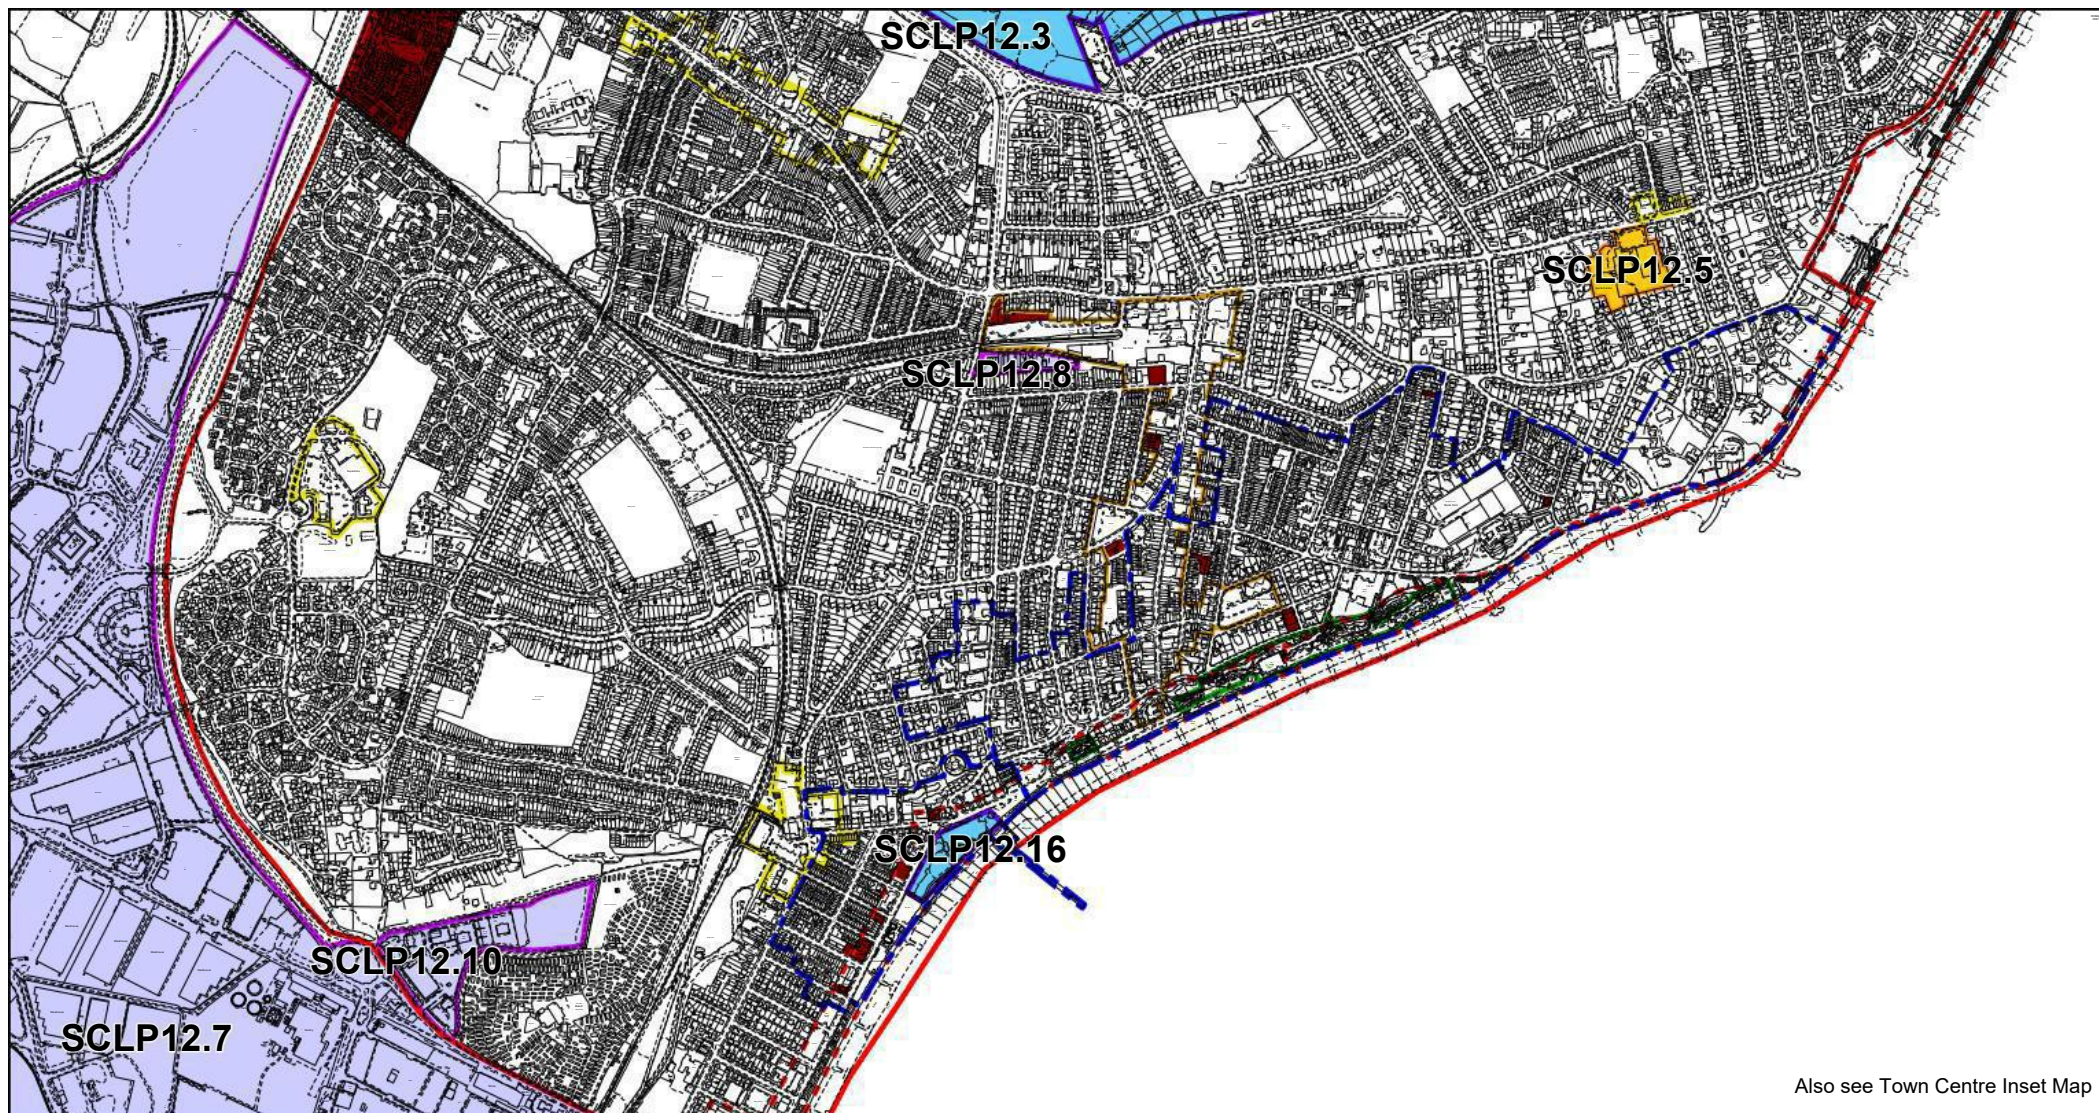 SCLP12.3
SCLP12.5
SCLP12.8
SCLP12.16
SCLP12.10
SCLP12.7
Also see Town Centre Inset Map